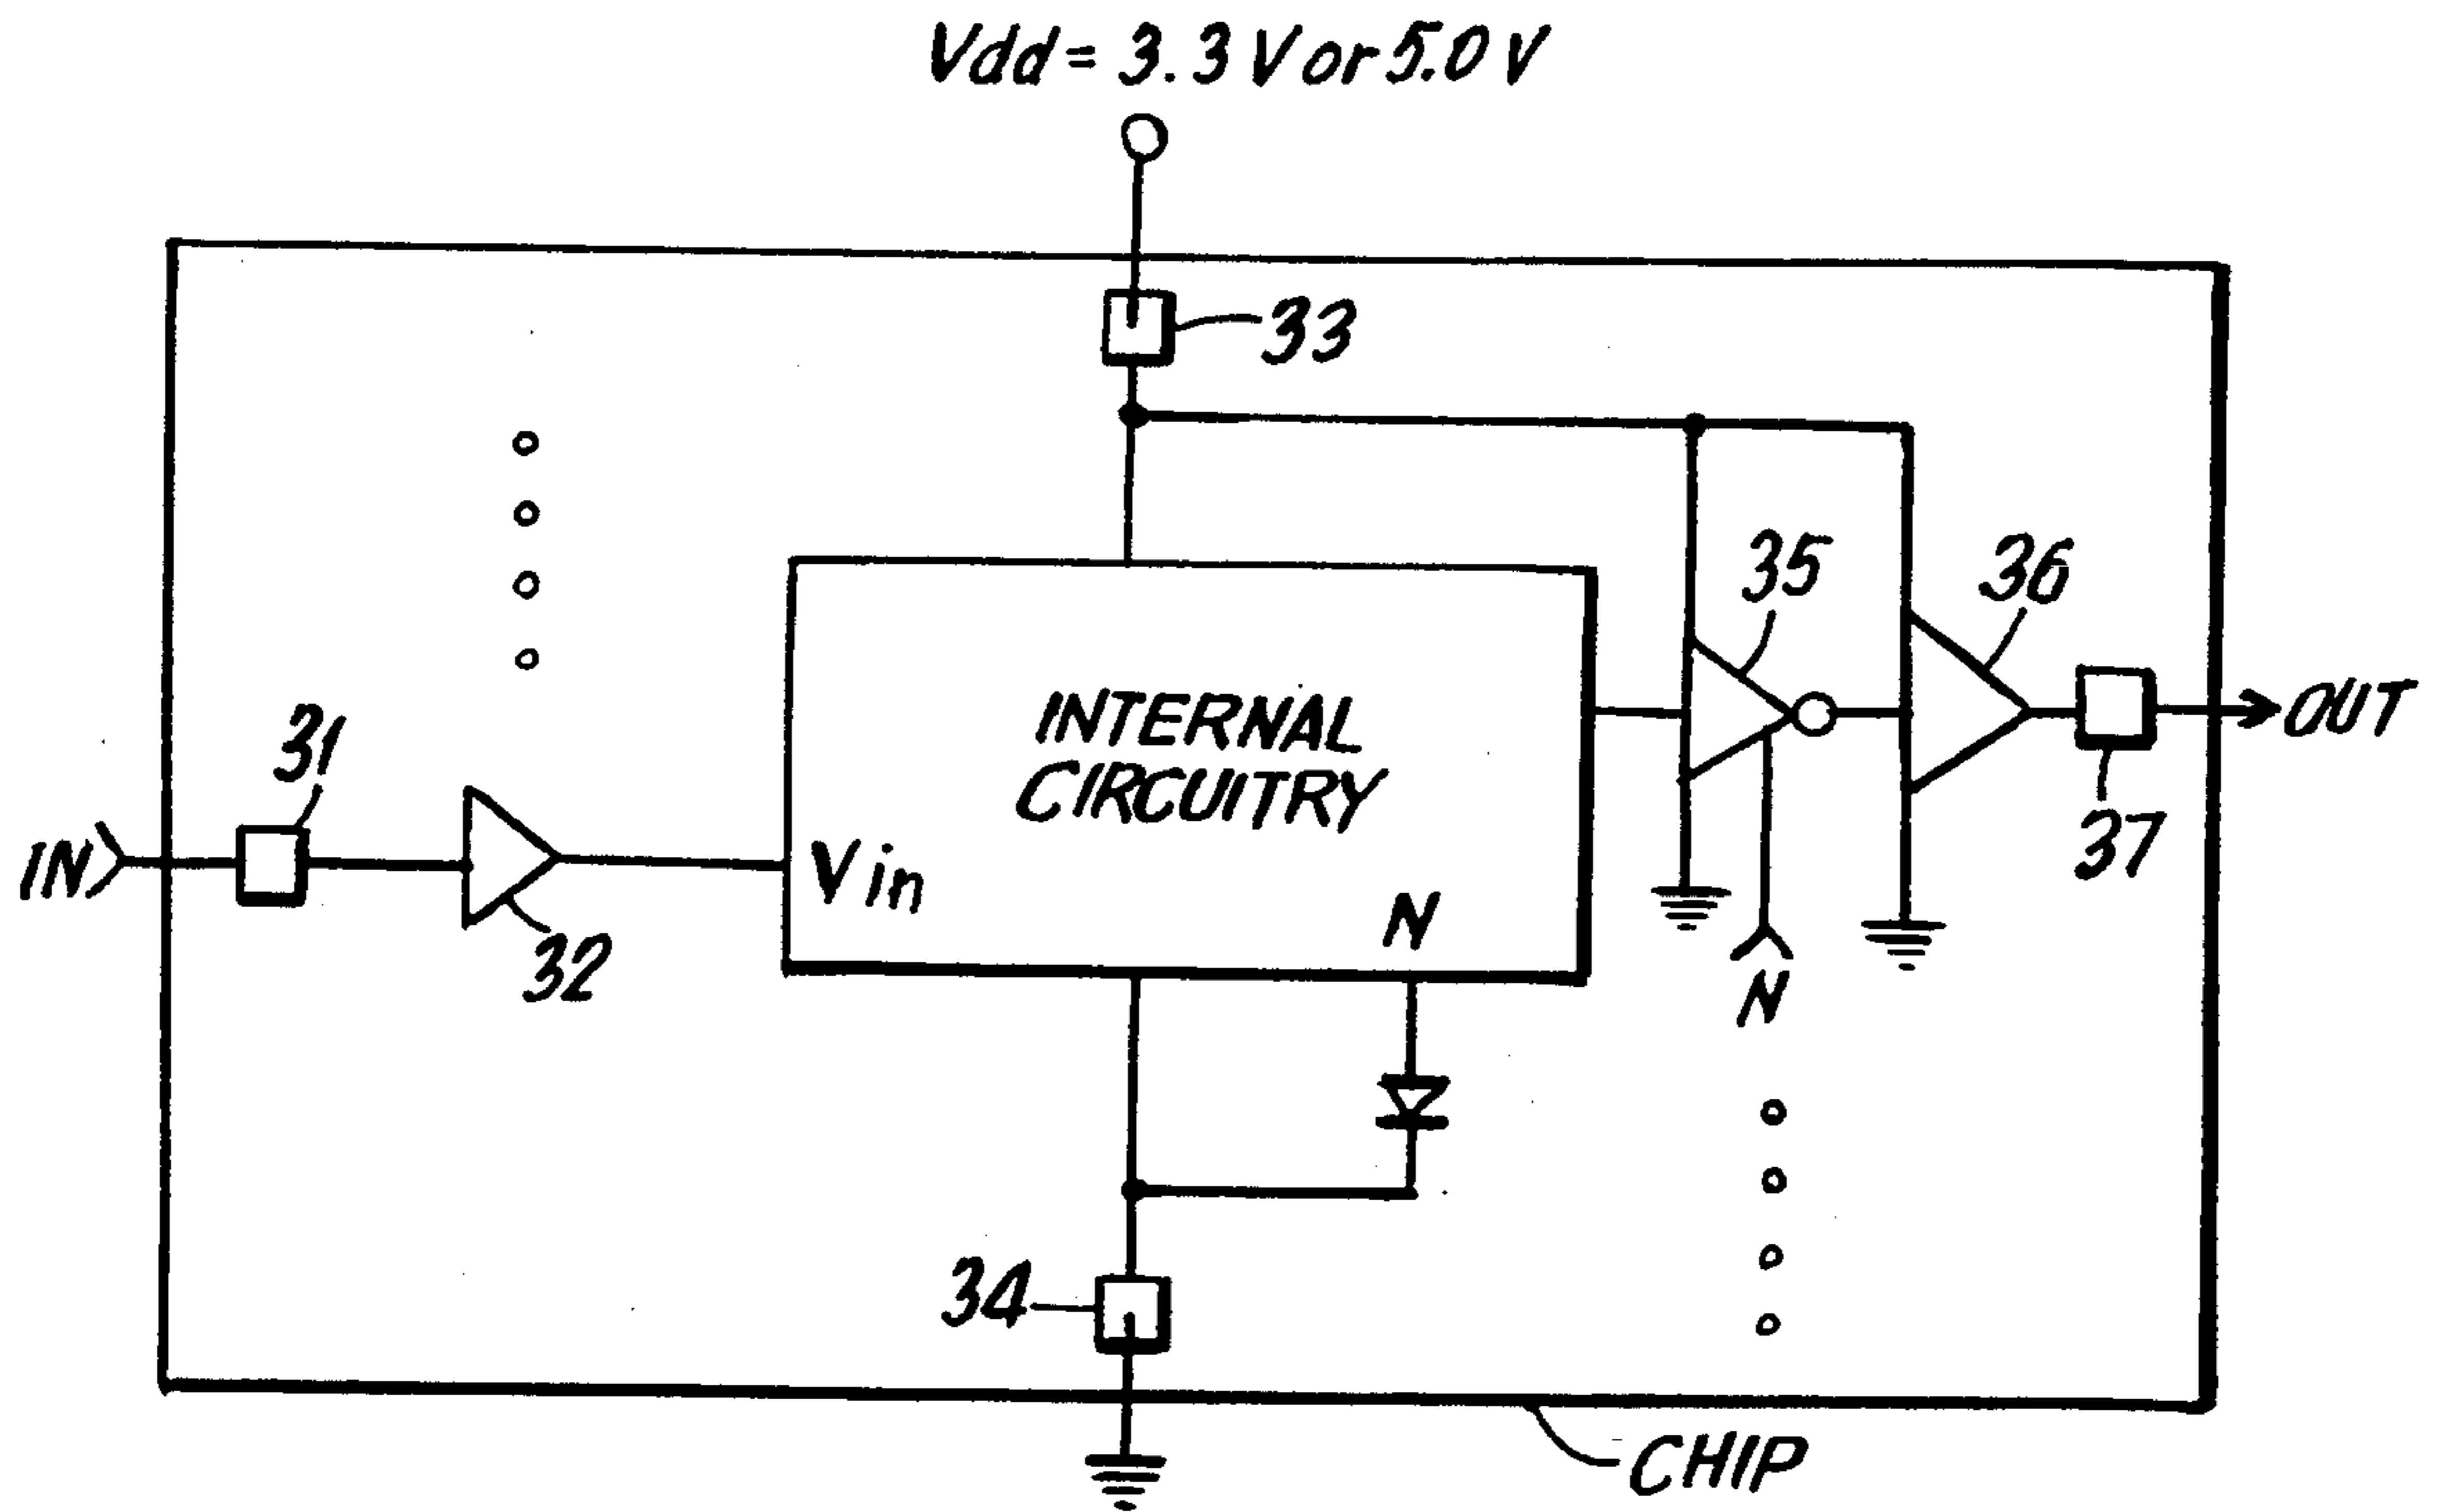 Vdd = 3.3 V or 5.0 V
33
35
36
31
INTERNAL
CIRCUITRY
OUT
37
IN
Vin
32
N
N
34
CHIP